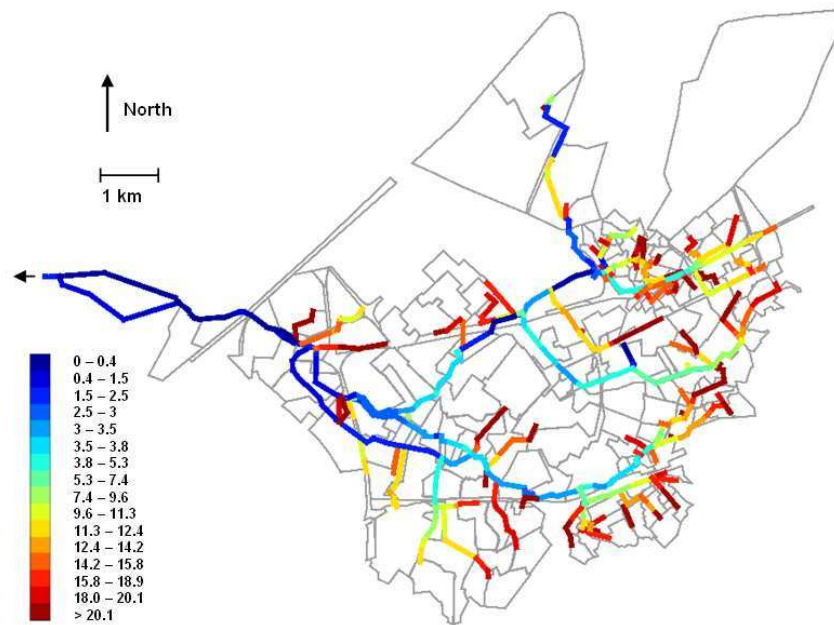 North
1 km
0 – 0.4
0.4 – 1.5
1.5 – 2.5
2.5 – 3
3 – 3.5
3.5 – 3.8
3.8 – 5.3
5.3 – 7.4
7.4 – 9.6
9.6 – 11.3
11.3 – 12.4
12.4 – 14.2
14.2 – 15.8
15.8 – 18.9
18.0 – 20.1
> 20.1